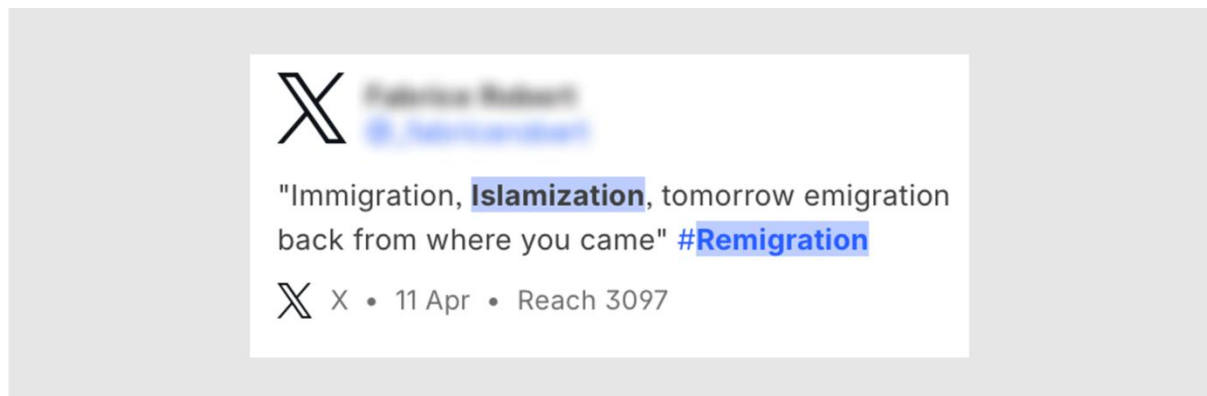 "Immigration, Islamization, tomorrow emigration
back from where you came" #Remigration
X • 11 Apr • Reach 3097